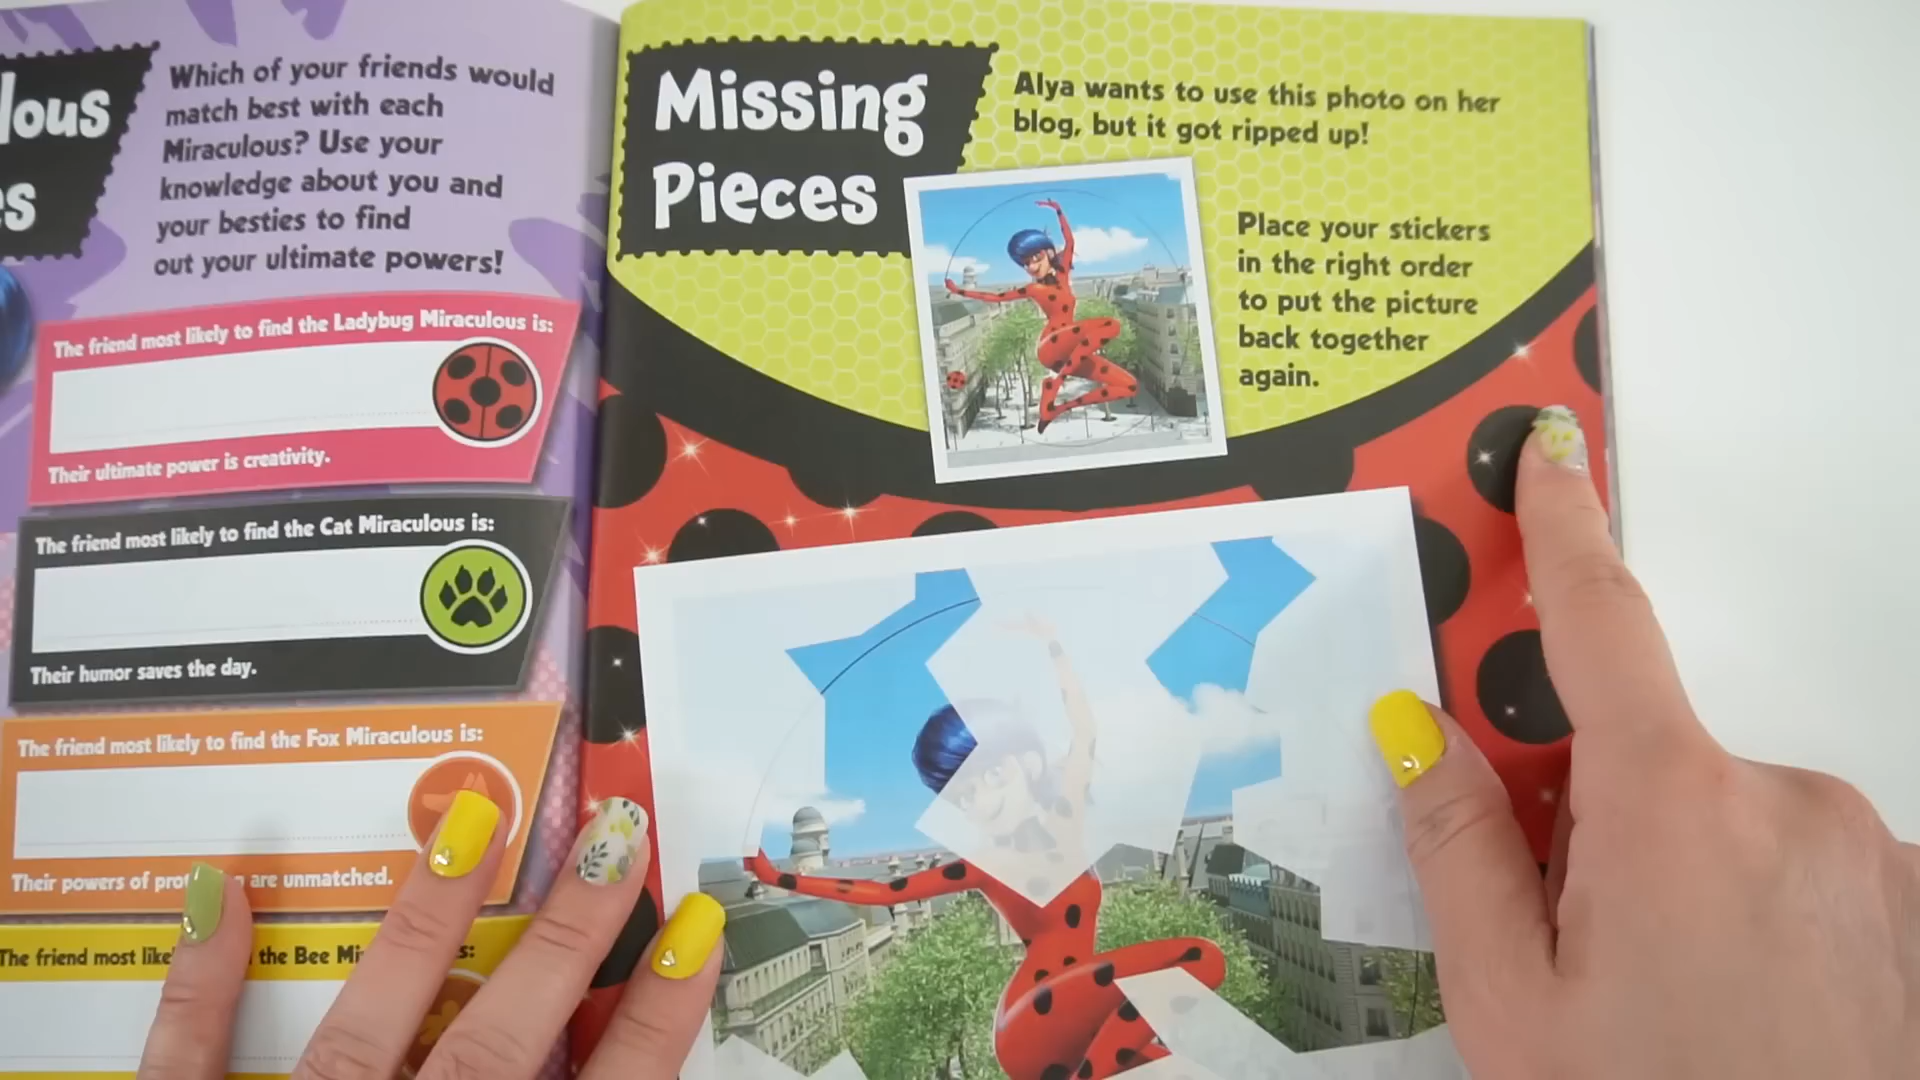 lous
es
Which of your friends would
match best with each
Miraculous? Use your
knowledge about you and
your besties to find
out your ultimate powers!
The friend most likely to find the Ladybug Miraculous is:
Their ultimate power is creativity.
The friend most likely to find the Cat Miraculous is:
Their humor saves the day.
The friend most likely to find the Fox Miraculous is:
Their powers of are unmatched.
The friend most the Bee
Missing
Pieces
Alya wants to use this photo on her
blog, but it got ripped up!
Place your stickers
in the right order
to put the picture
back together
again.